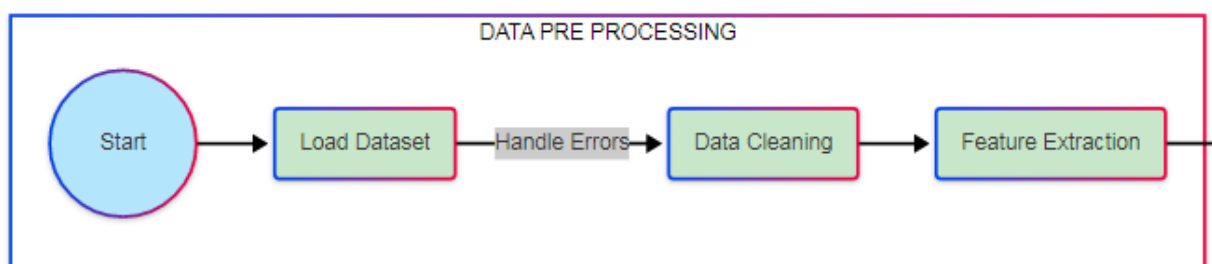 DATA PRE PROCESSING
Start
Load Dataset
Handle Errors
Data Cleaning
Feature Extraction